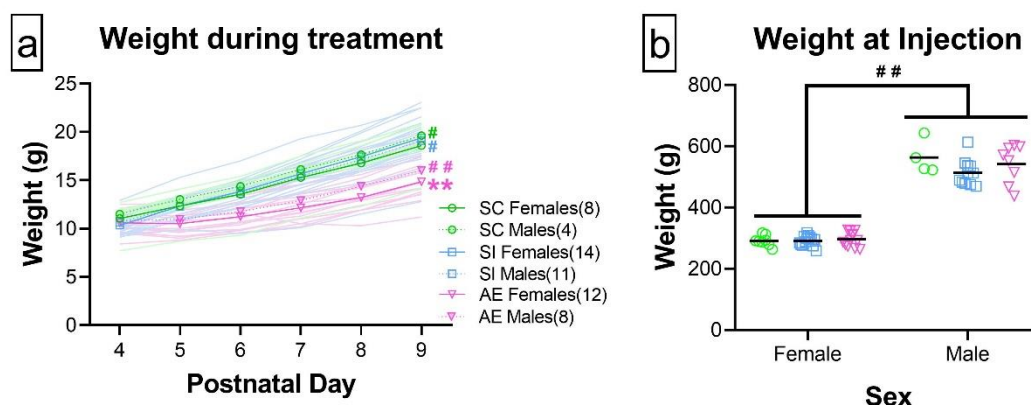 a
Weight during treatment
Weight (g)
25
20
15
10
5
0
4 5 6 7 8 9
Postnatal Day
#
#
##
**
SC Females(8)
SC Males(4)
SI Females(14)
SI Males(11)
AE Females(12)
AE Males(8)
b
Weight at Injection
Weight (g)
800
600
400
200
0
##
Female Male
Sex